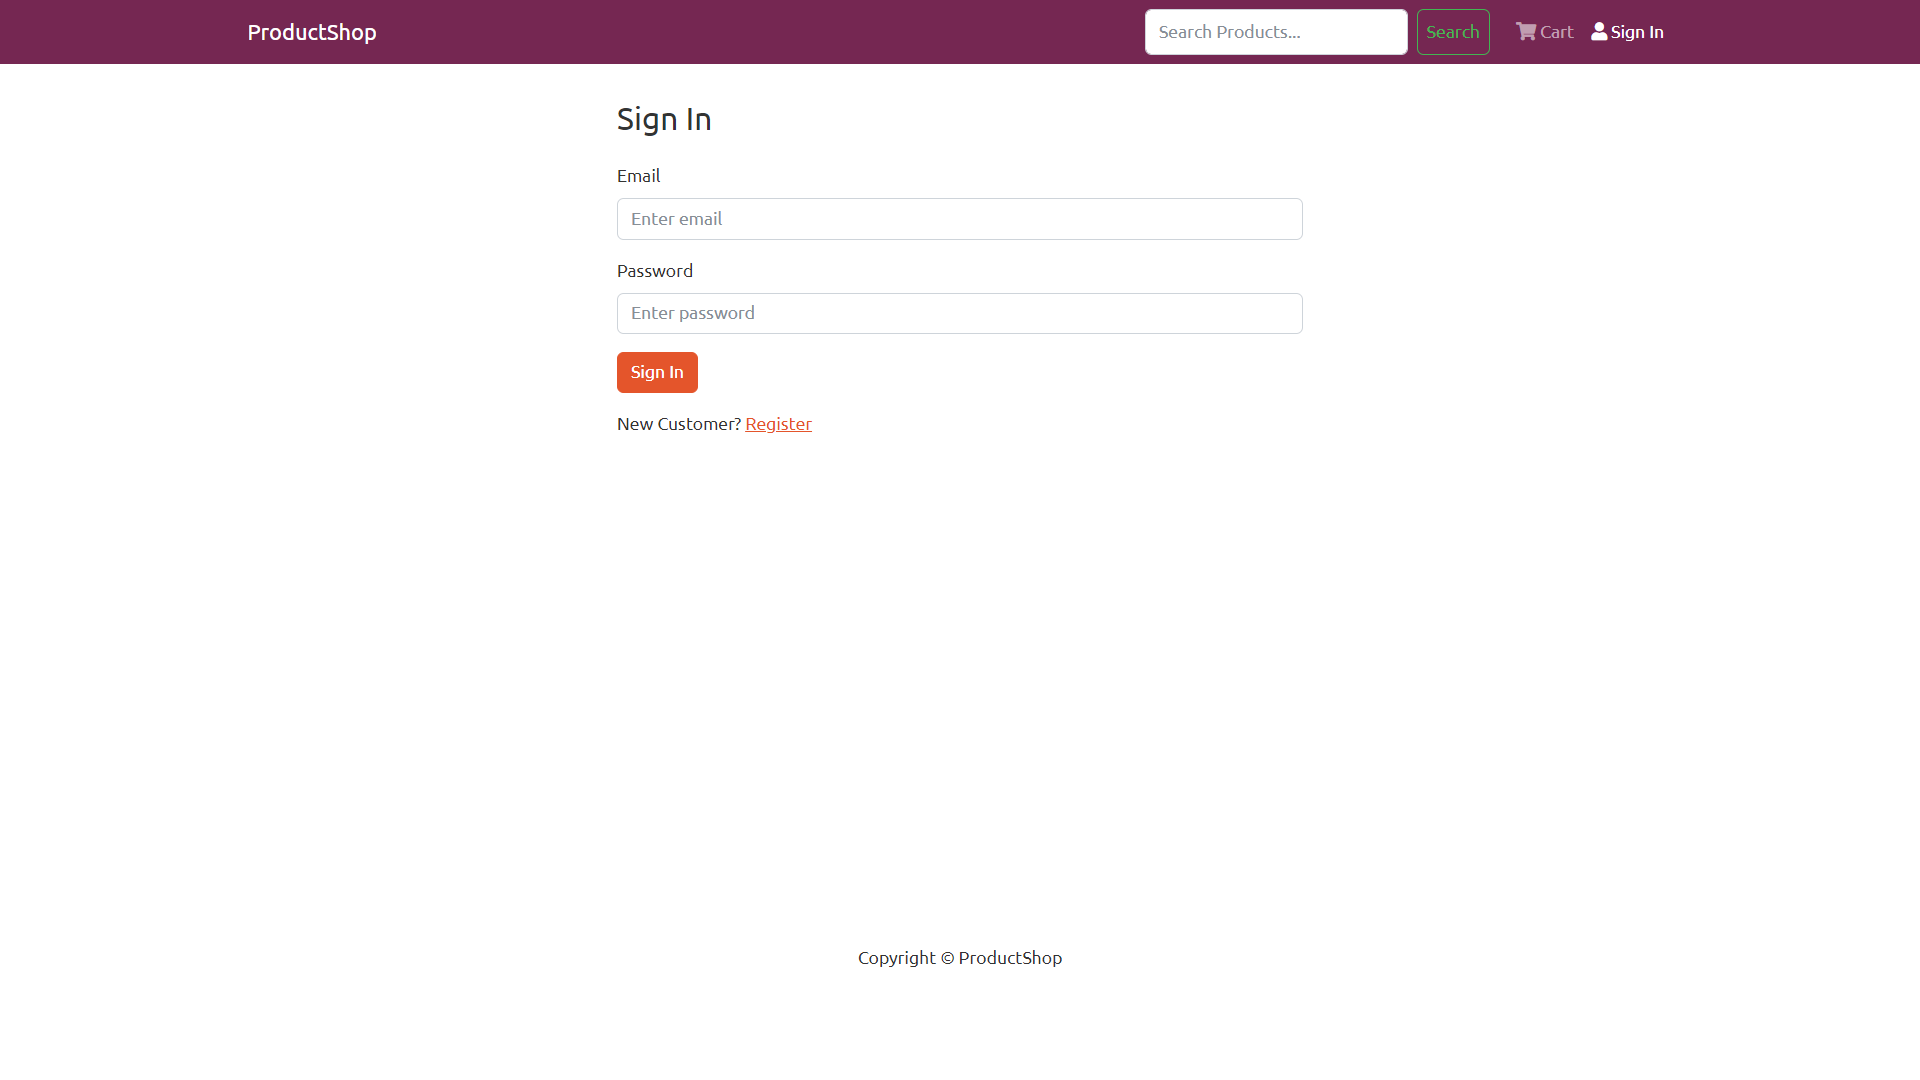 ProductShop
Search Products...
Search
Cart
Sign In
Sign In
Email
Enter email
Password
Enter password
Sign In
New Customer? Register
Copyright © ProductShop